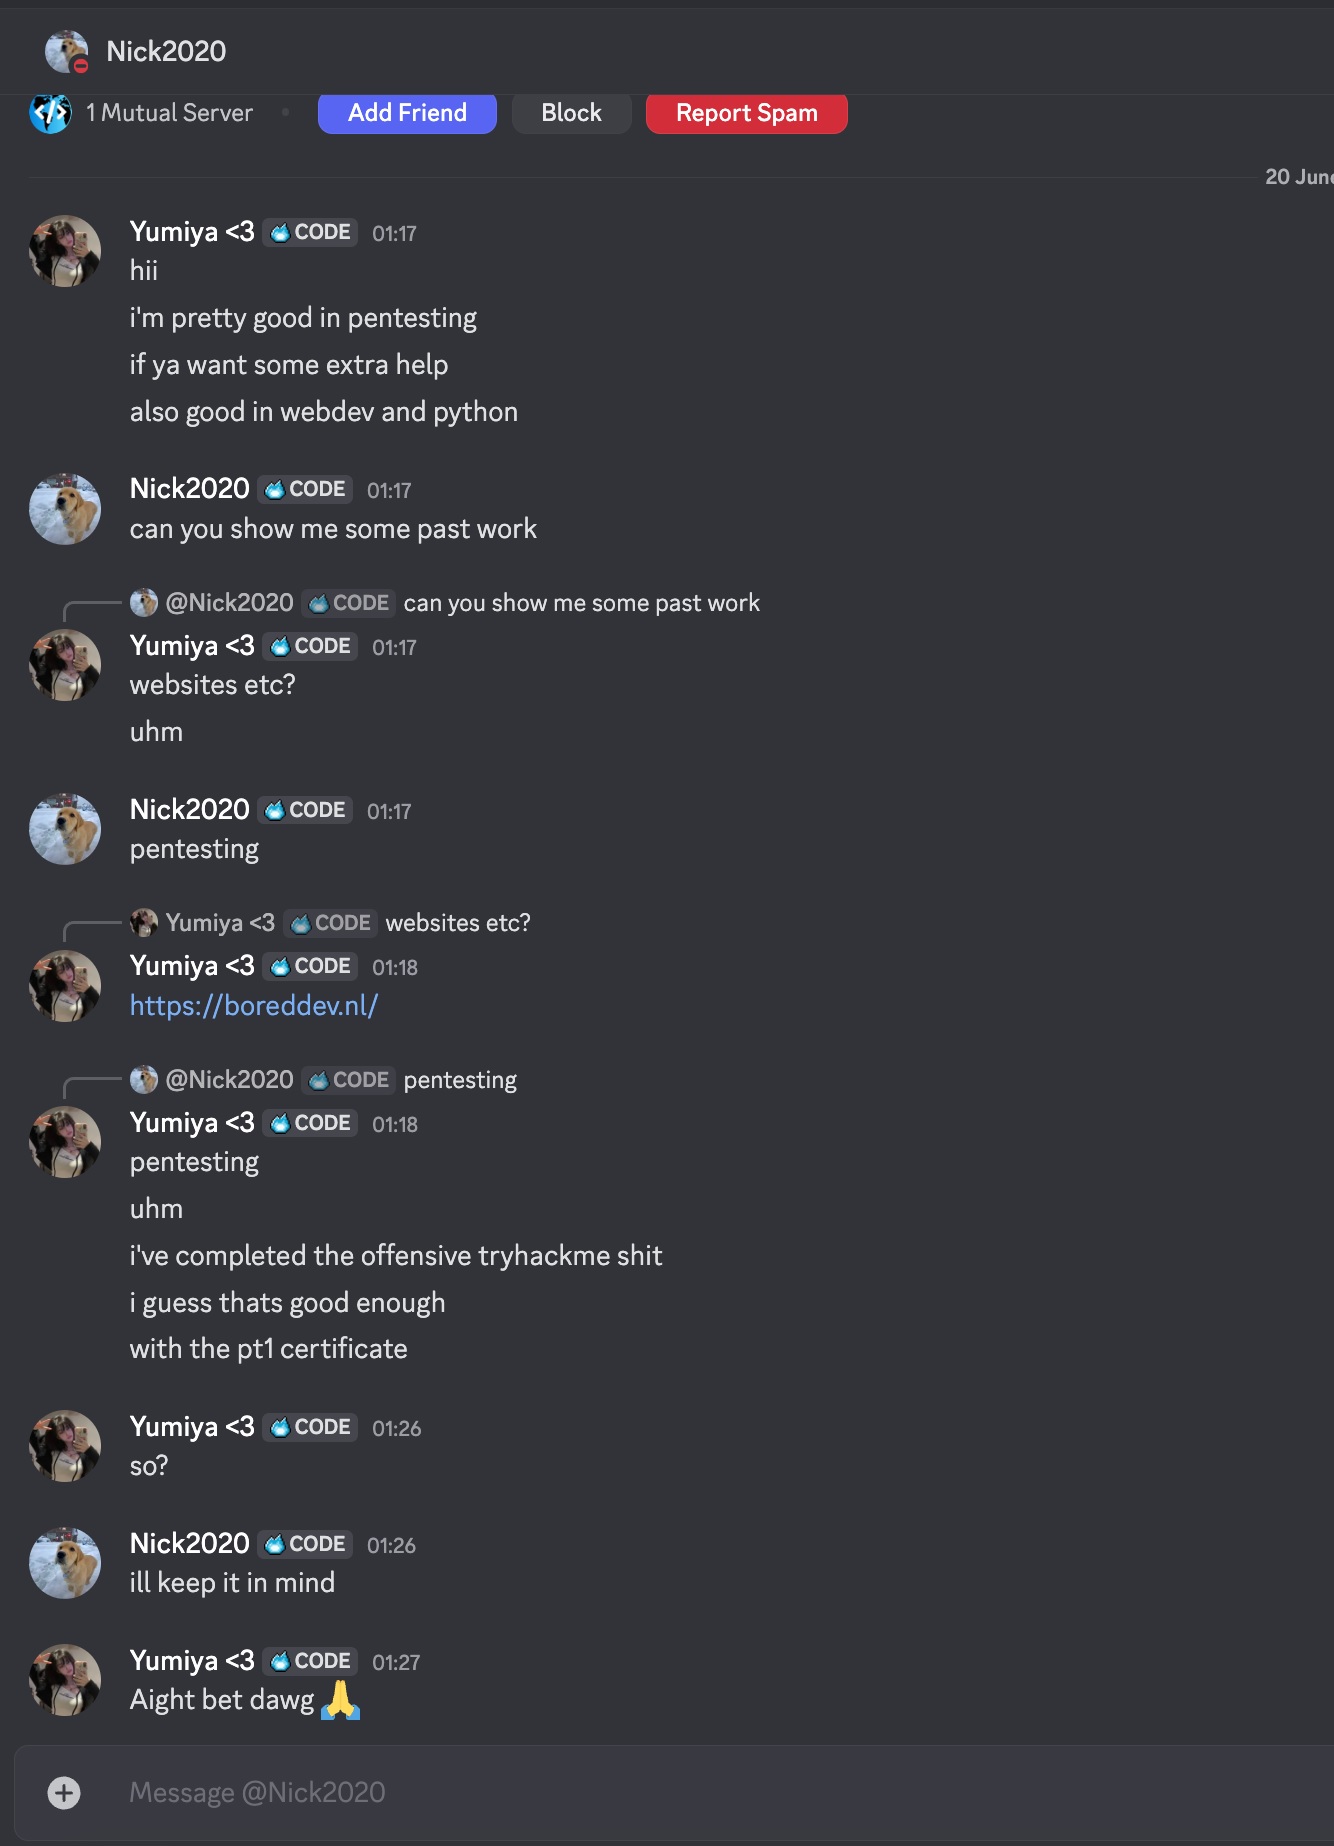 Nick2020
1 Mutual Server
Add Friend
Block
Report Spam
20 June
Yumiya <3 CODE 01:17
hii
i'm pretty good in pentesting
if ya want some extra help
also good in webdev and python
Nick2020 CODE 01:17
can you show me some past work
@Nick2020 CODE can you show me some past work
Yumiya <3 CODE 01:17
websites etc?
uhm
Nick2020 CODE 01:17
pentesting
Yumiya <3 CODE websites etc?
Yumiya <3 CODE 01:18
https://boreddev.nl/
@Nick2020 CODE pentesting
Yumiya <3 CODE 01:18
pentesting
uhm
i've completed the offensive tryhackme shit
i guess thats good enough
with the pt1 certificate
Yumiya <3 CODE 01:26
so?
Nick2020 CODE 01:26
ill keep it in mind
Yumiya <3 CODE 01:27
Aight bet dawg 🙏
Message @Nick2020